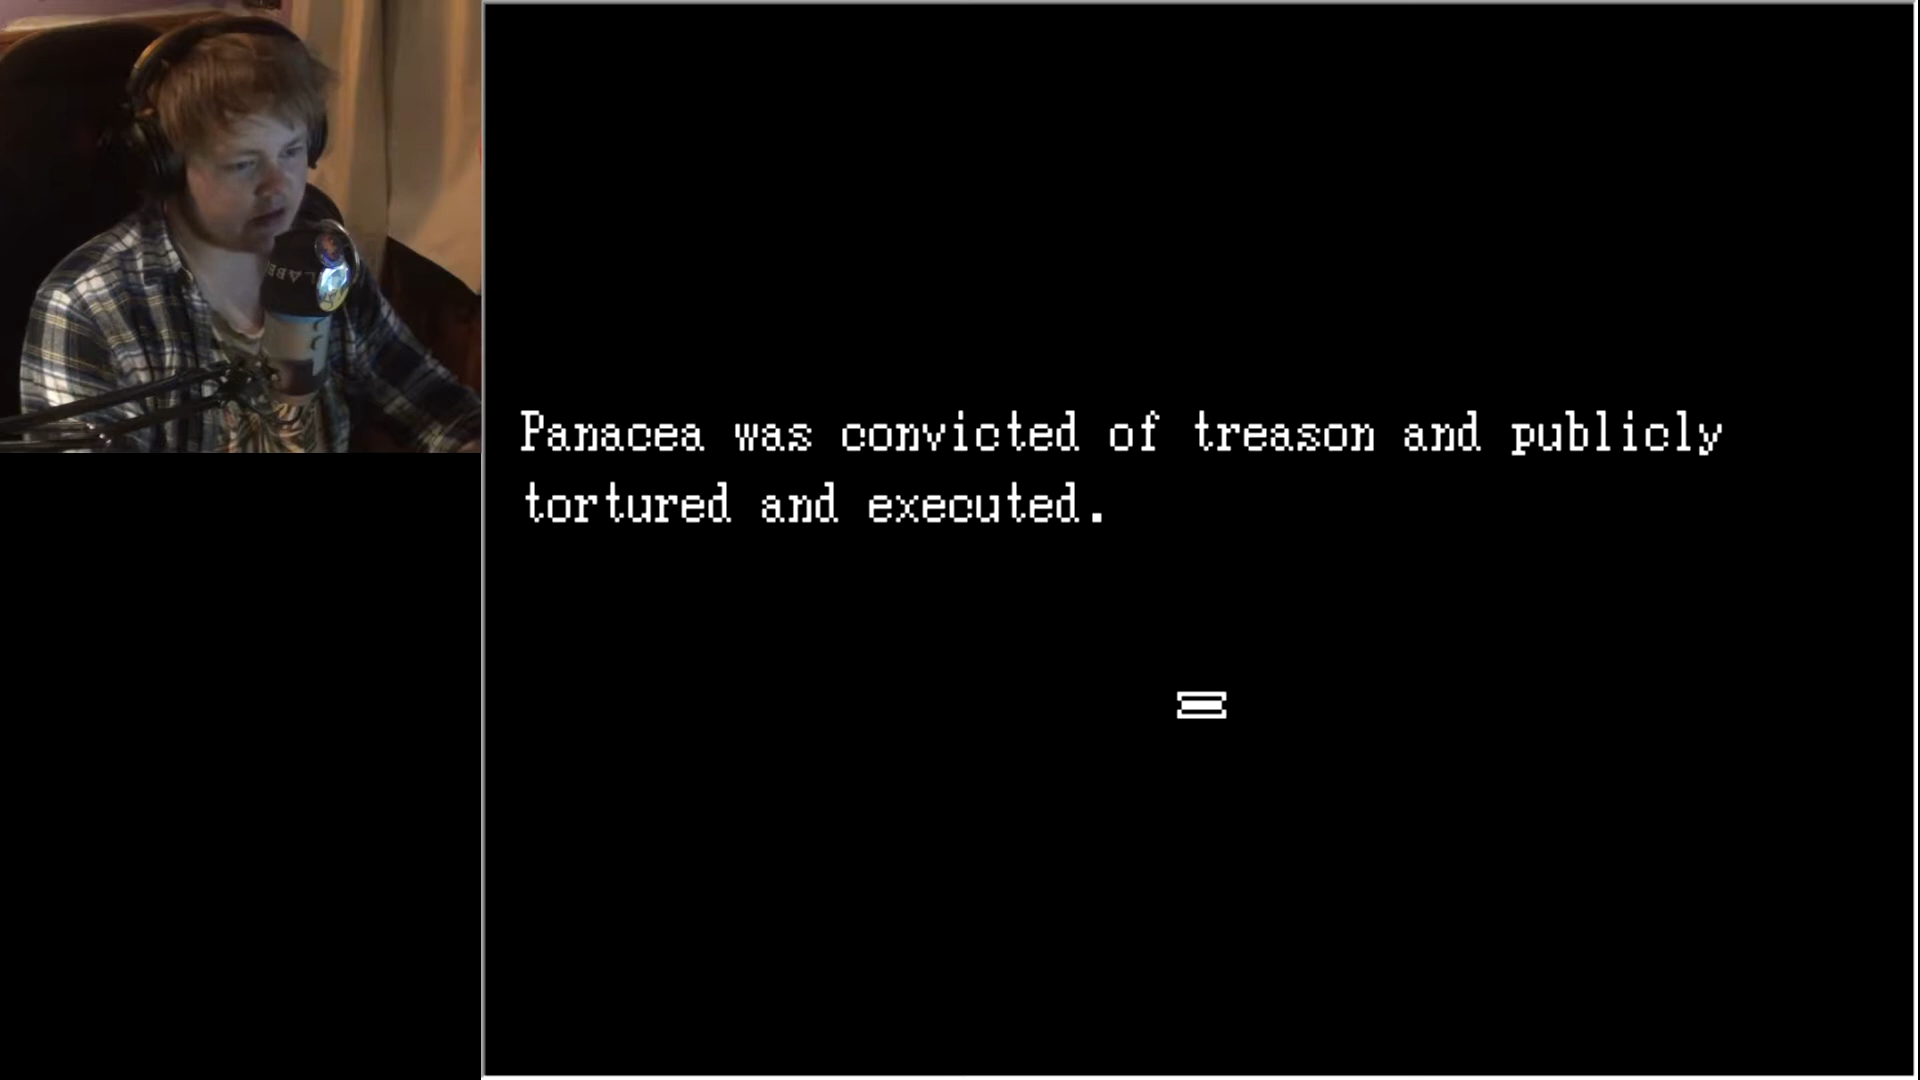 Panacea was convicted of treason and publicly
tortured and executed.